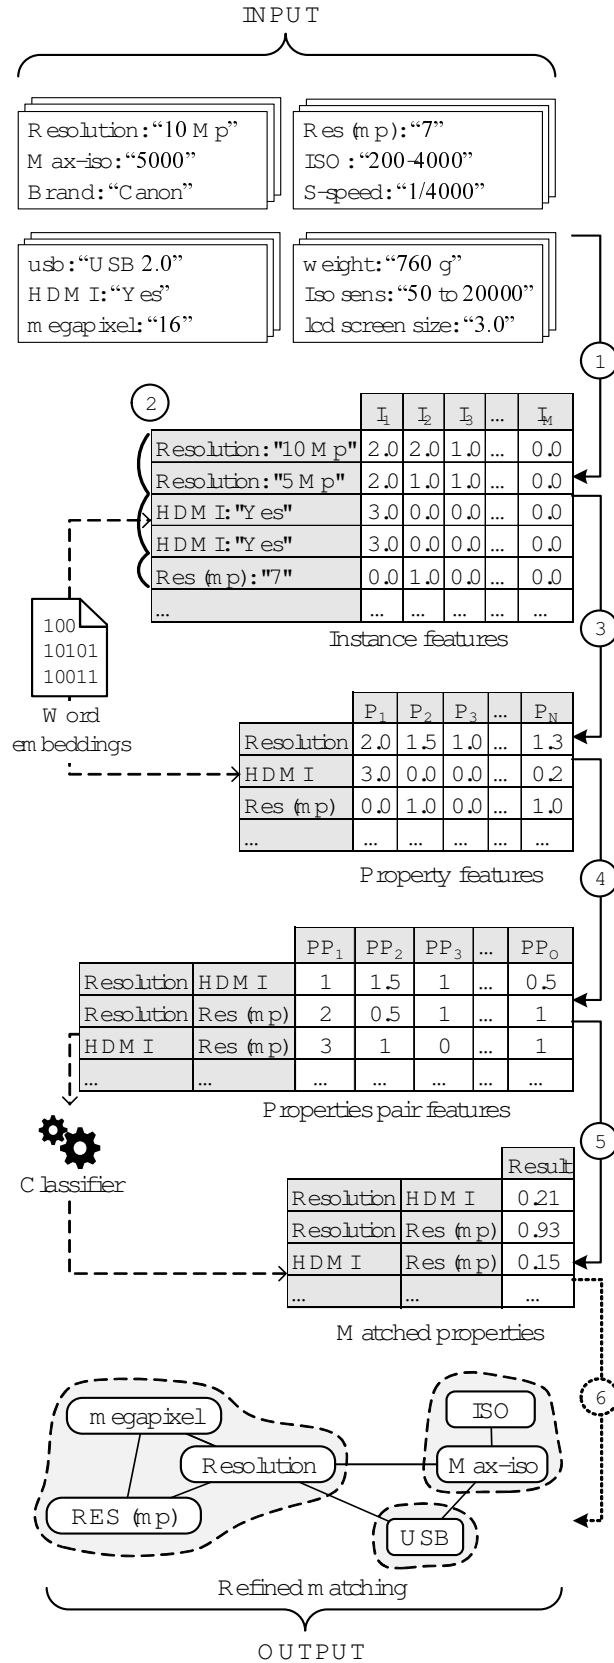 INPUT
Resolution:“10 Mp”
Max-iso:“5000”
Brand:“Canon”
Res(mp):“7”
ISO:“200-4000”
S-speed:“1/4000”
usb:“USB 2.0”
HDMI:“Yes”
megapixel:“16”
weight:“760 g”
Iso sens:“50 to 20000”
lcd screen size:“3.0”
1
2
I1 I2 I3 … IM
Resolution:"10Mp" 2.0 2.0 1.0 … 0.0
Resolution:"5Mp" 2.0 1.0 1.0 … 0.0
HDMI:"Yes" 3.0 0.0 0.0 … 0.0
HDMI:"Yes" 3.0 0.0 0.0 … 0.0
Res(mp):"7" 0.0 1.0 0.0 … 0.0
… … … … … …
Instance features
3
100
10101
10011
Word
embeddings
P1 P2 P3 … PN
Resolution 2.0 1.5 1.0 … 1.3
HDMI 3.0 0.0 0.0 … 0.2
Res(mp) 0.0 1.0 0.0 … 1.0
… … … … … …
Property features
4
PP1 PP2 PP3 … PPO
Resolution HDMI 1 1.5 1 … 0.5
Resolution Res(mp) 2 0.5 1 … 1
HDMI Res(mp) 3 1 0 … 1
… … … … … … …
Properties pair features
5
Classifier
Result
Resolution HDMI 0.21
Resolution Res(mp) 0.93
HDMI Res(mp) 0.15
… … …
Matched properties
6
megapixel
Resolution
RES(mp)
ISO
Max-iso
USB
Refined matching
OUTPUT